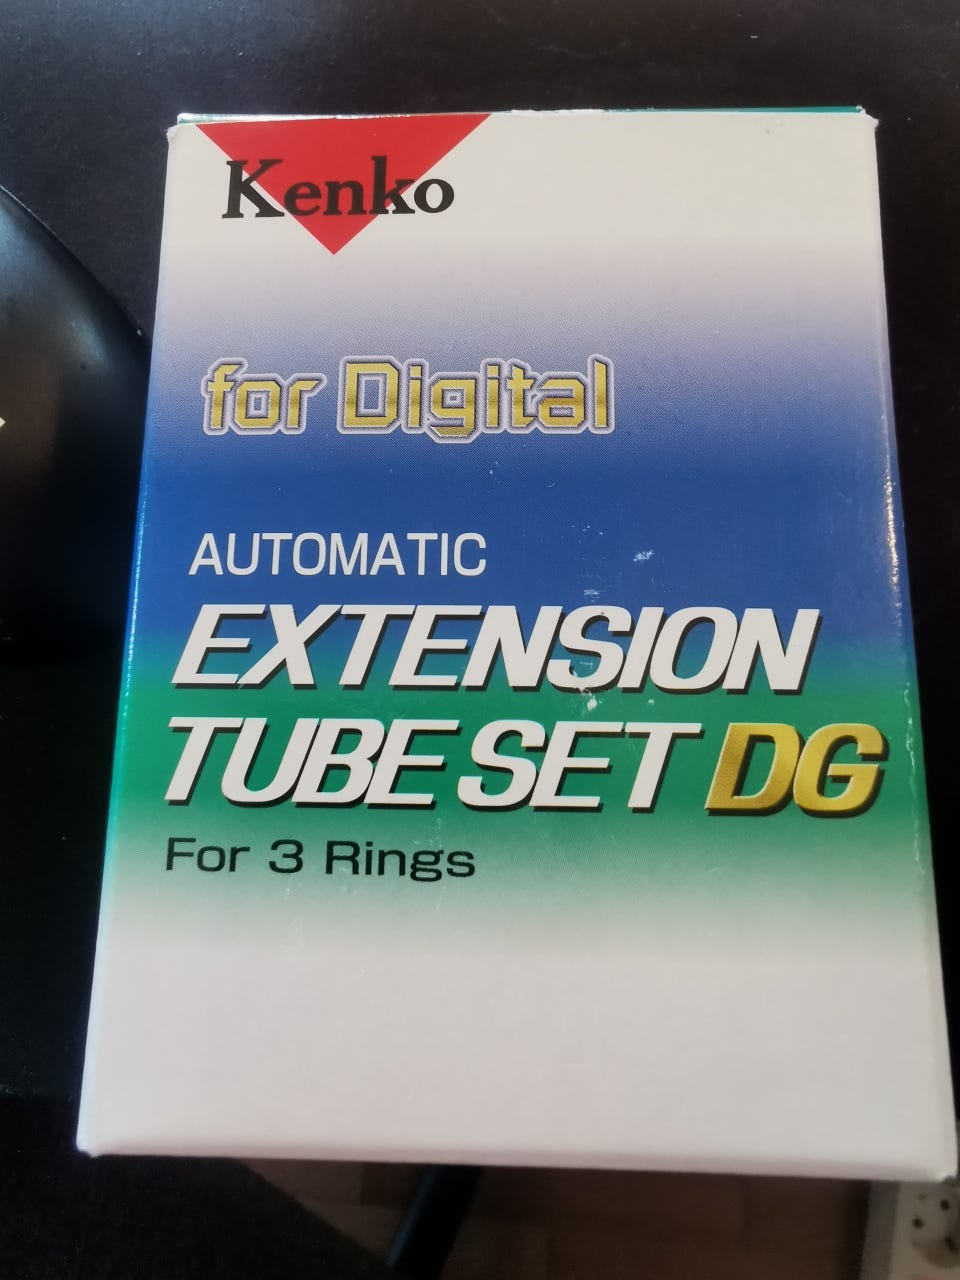 Kenko
for Digital
AUTOMATIC
EXTENSION
TUBE SET DG
For 3 Rings